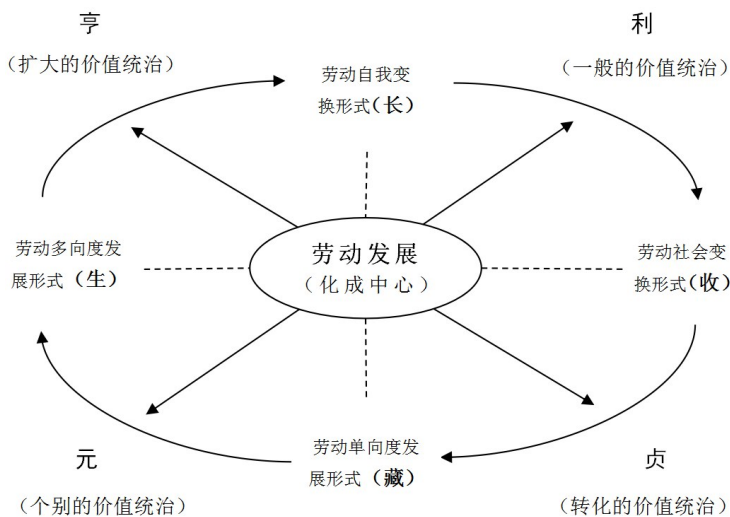 亨
(扩大的价值统治)
利
(一般的价值统治)
劳动自我变
换形式(长)
劳动多向度发
展形式(生)
劳动发展
(化成中心)
劳动社会变
换形式(收)
劳动单向度发
展形式(藏)
元
(个别的价值统治)
贞
(转化的价值统治)